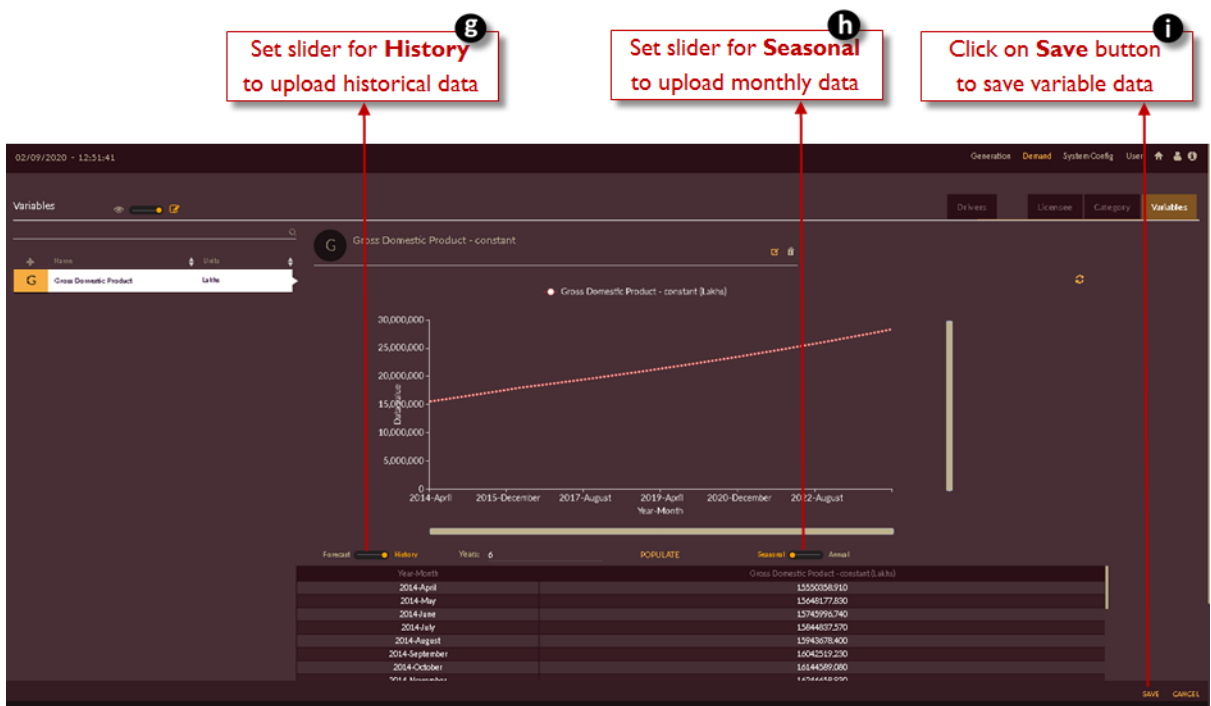 g
h
i
Set slider for History
to upload historical data
Set slider for Seasonal
to upload monthly data
Click on Save button
to save variable data
02/09/2020 - 12:51:41
Generation Demand System Config User
Variables
Drivers Licensee Category Variables
G Gross Domestic Product - constant
Name Units
G Gross Domestic Product Lakhs
Gross Domestic Product - constant (Lakhs)
30,000,000
25,000,000
20,000,000
15,000,000
10,000,000
5,000,000
0
Data Value
2014-April 2015-December 2017-August 2019-April 2020-December 2022-August
Year-Month
Forecast History Years: 6 POPULATE Seasonal Annual
Year-Month Gross Domestic Product - constant (Lakhs)
2014-April 15550358.910
2014-May 15648177.830
2014-June 15745996.740
2014-July 15844837.570
2014-August 15943678.400
2014-September 16042519.230
2014-October 16144589.080
2014-November
SAVE CANCEL